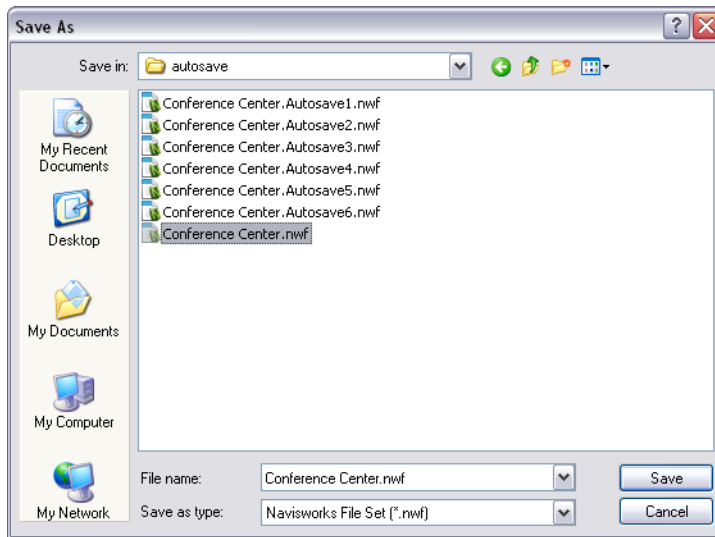 Save As
Save in: autosave
My Recent
Documents
Desktop
My Documents
My Computer
My Network
Conference Center.Autosave1.nwf
Conference Center.Autosave2.nwf
Conference Center.Autosave3.nwf
Conference Center.Autosave4.nwf
Conference Center.Autosave5.nwf
Conference Center.Autosave6.nwf
Conference Center.nwf
File name: Conference Center.nwf Save
Save as type: Navisworks File Set (*.nwf) Cancel